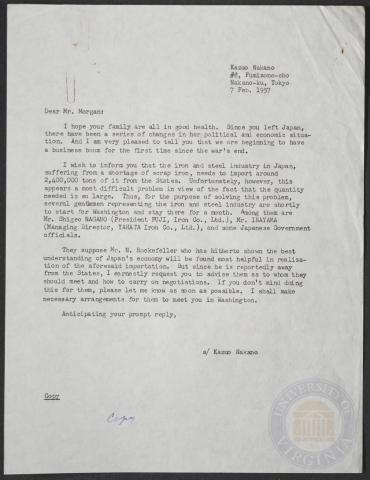 Kazuo Nakano
#8, Fumizono-cho
Nakano-ku, Tokyo
7 Feb. 1957
Dear Mr. Morgan:
I hope your family are all in good health. Since you left Japan,
there have been a series of changes in her political and economic situa-
tion. And I am very pleased to tell you that we are beginning to have
a business boom for the first time since the war's end.
I wish to inform you that the iron and steel industry in Japan,
suffering from a shortage of scrap iron, needs to import around
2,400,000 tons of it from the States. Unfortunately, however, this
appears a most difficult problem in view of the fact that the quantity
needed is so large. Thus, for the purpose of solving this problem,
several gentlemen representing the iron and steel industry are shortly
to start for Washington and stay there for a month. Among them are
Mr. Shigeo NAGANO (President FUJI, Iron Co., Ltd.), Mr. INAYAMA
(Managing Director, YAHATA Iron Co., Ltd.), and some Japanese Government
officials.
They suppose Mr. N. Rockefeller who has hitherto shown the best
understanding of Japan's economy will be found most helpful in realiza-
tion of the aforesaid importation. But since he is reportedly away
from the States, I earnestly request you to advise them as to whom they
should meet and how to carry on negotiations. If you don't mind doing
this for them, please let me know as soon as possible. I shall make
necessary arrangements for them to meet you in Washington.
Anticipating your prompt reply,
s/ Kazuo Nakano
Copy
Copy
UNIVERSITY OF
VIRGINIA